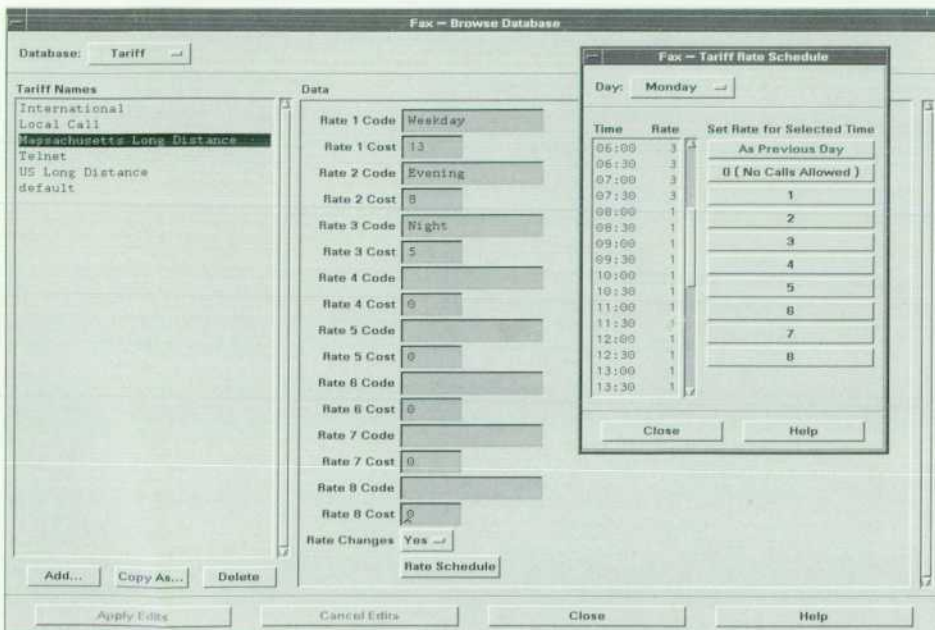 Fax – Browse Database
Database: Tariff
Tariff Names
International
Local Call
Massachusetts Long Distance
Telnet
US Long Distance
default
Add... Copy As... Delete
Data
Rate 1 Code Weekday
Rate 1 Cost 13
Rate 2 Code Evening
Rate 2 Cost 8
Rate 3 Code Night
Rate 3 Cost 5
Rate 4 Code
Rate 4 Cost 0
Rate 5 Code
Rate 5 Cost 0
Rate 6 Code
Rate 6 Cost 0
Rate 7 Code
Rate 7 Cost 0
Rate 8 Code
Rate 8 Cost 0
Rate Changes Yes
Rate Schedule
Fax – Tariff Rate Schedule
Day: Monday
Time Rate
06:00 3
06:30 3
07:00 3
07:30 3
08:00 1
08:30 1
09:00 1
09:30 1
10:00 1
10:30 1
11:00 1
11:30 1
12:00 1
12:30 1
13:00 1
13:30 1
Set Rate for Selected Time
As Previous Day
0 ( No Calls Allowed )
1
2
3
4
5
6
7
8
Close Help
Apply Edits Cancel Edits Close Help